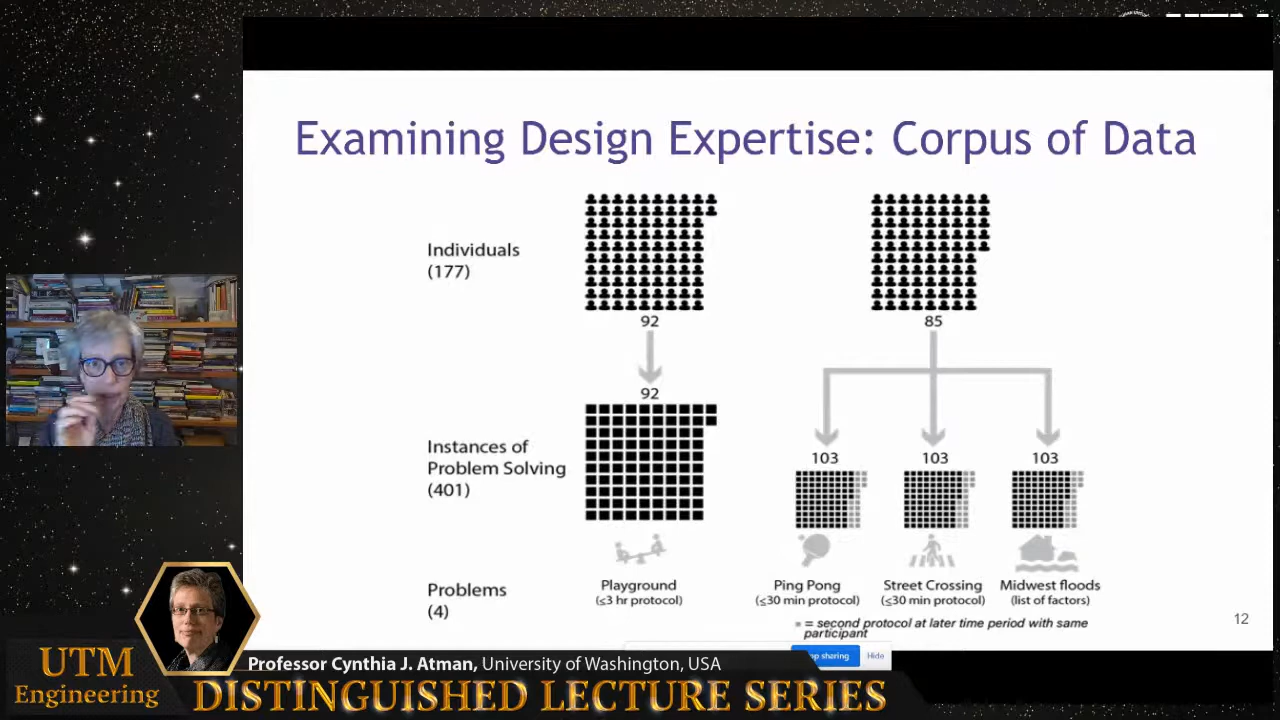 Examining Design Expertise: Corpus of Data
Individuals
(177)
92
85
92
103
103
103
Instances of
Problem Solving
(401)
Problems
(4)
Playground
(≤3 hr protocol)
Ping Pong
(≤30 min protocol)
Street Crossing
(≤30 min protocol)
Midwest floods
(list of factors)
= second protocol at later time period with same
participant
12
sharing
Hide
UTM
Engineering
Professor Cynthia J. Atman, University of Washington, USA
DISTINGUISHED LECTURE SERIES